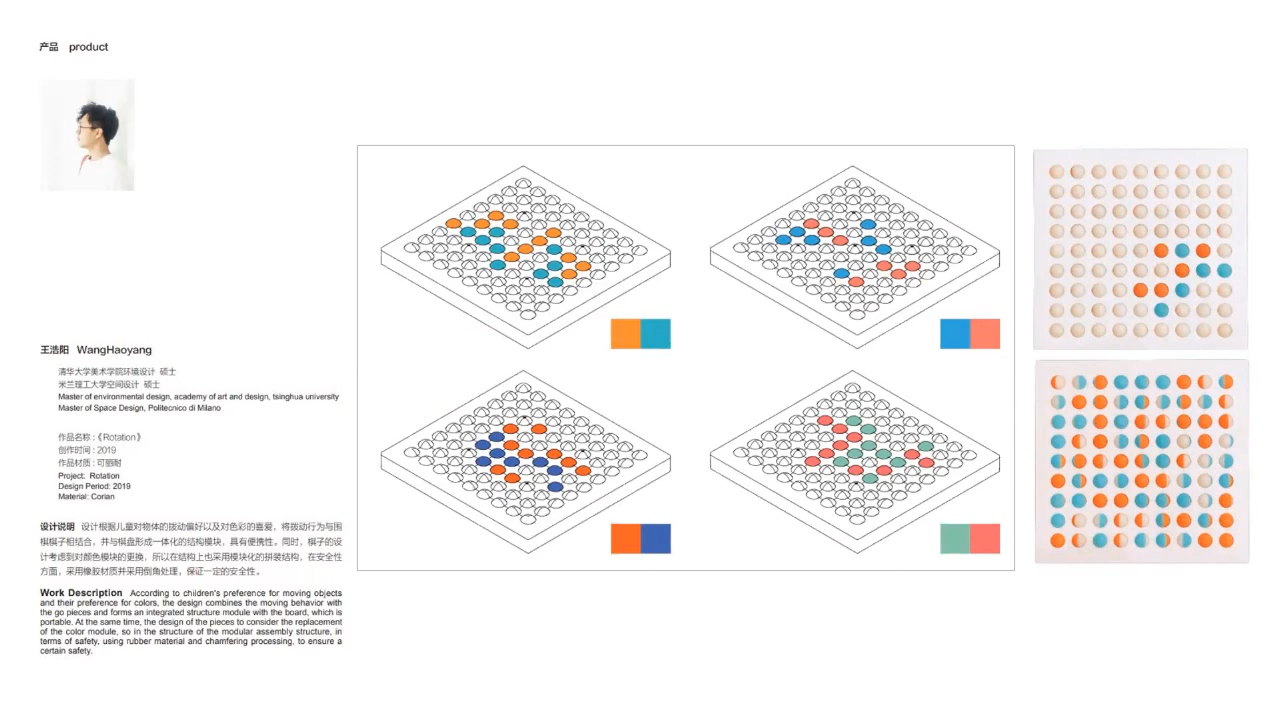 产品 product
王浩阳 WangHaoyang
清华大学美术学院环境设计 硕士
米兰理工大学空间设计 硕士
Master of environmental design, academy of art and design, tsinghua university
Master of Space Design, Politecnico di Milano
作品名称：《Rotation》
创作时间：2019
作品材质：可丽耐
Project: Rotation
Design Period: 2019
Material: Corian
设计说明 设计根据儿童对物体的拨动偏好以及对色彩的喜爱，将拨动行为与围
棋棋子相结合，并与棋盘形成一体化的结构模块，具有便携性。同时，棋子的设
计考虑到对颜色模块的更换，所以在结构上也采用模块化的拼装结构，在安全性
方面，采用橡胶材质并采用倒角处理，保证一定的安全性。
Work Description According to children's preference for moving objects
and their preference for colors, the design combines the moving behavior with
the go pieces and forms an integrated structure module with the board, which is
portable. At the same time, the design of the pieces to consider the replacement
of the color module, so in the structure of the modular assembly structure, in
terms of safety, using rubber material and chamfering processing, to ensure a
certain safety.